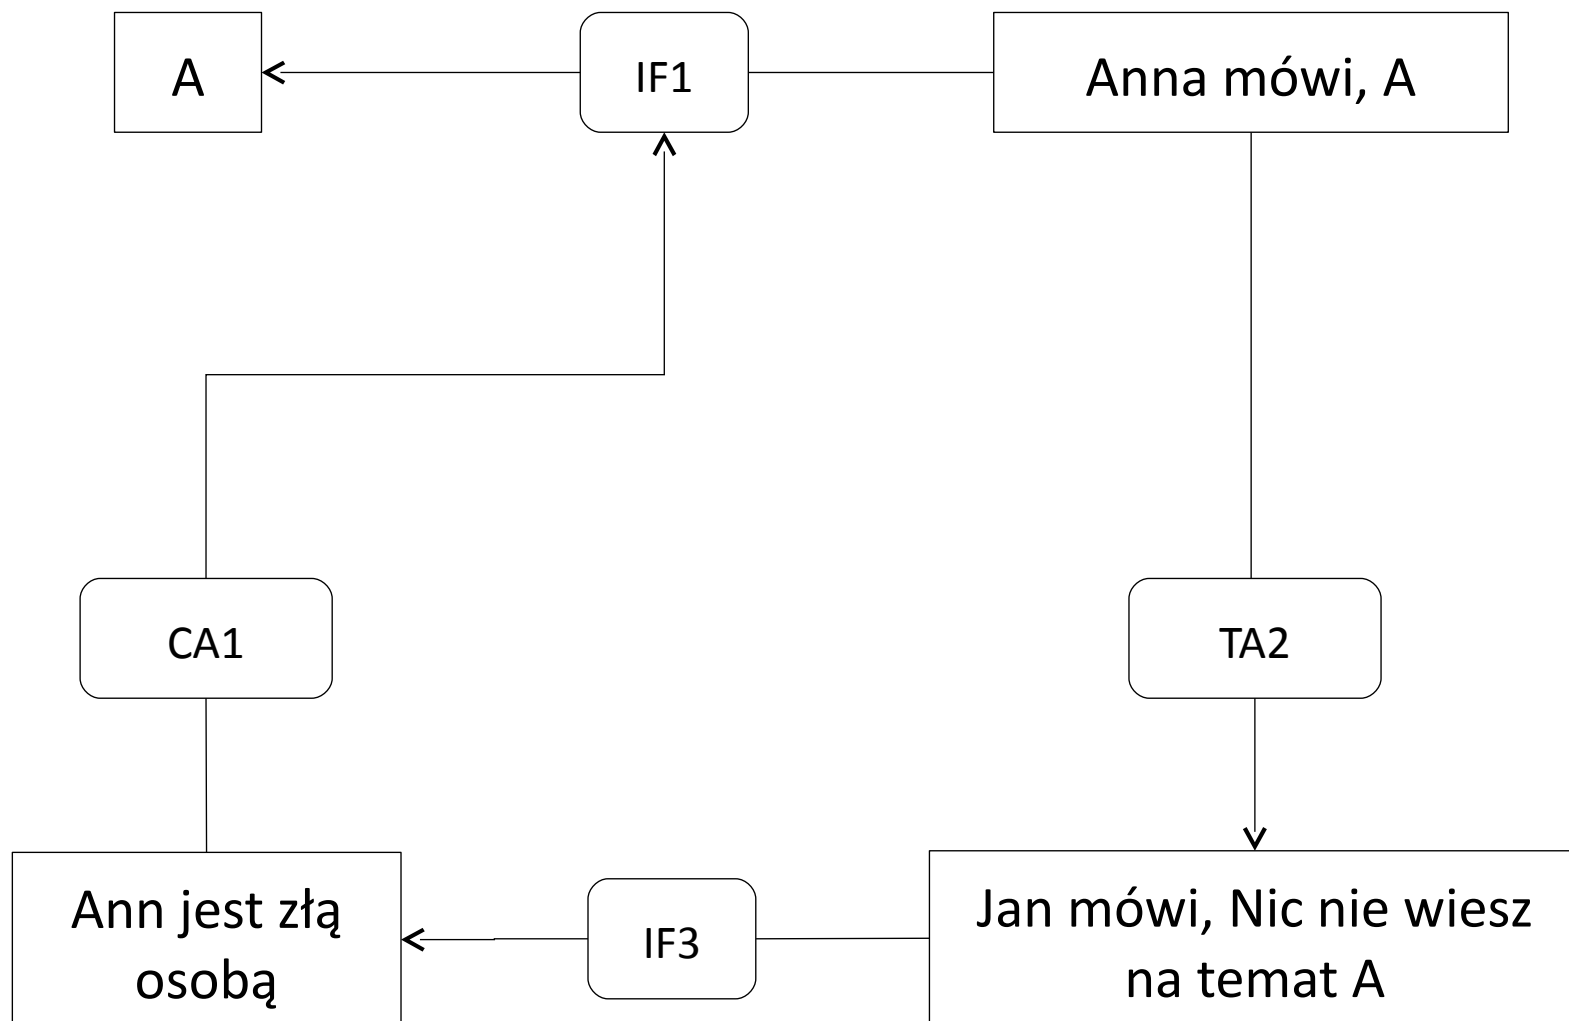 A
IF1
Anna mówi, A
CA1
TA2
Ann jest złą
osobą
IF3
Jan mówi, Nic nie wiesz
na temat A